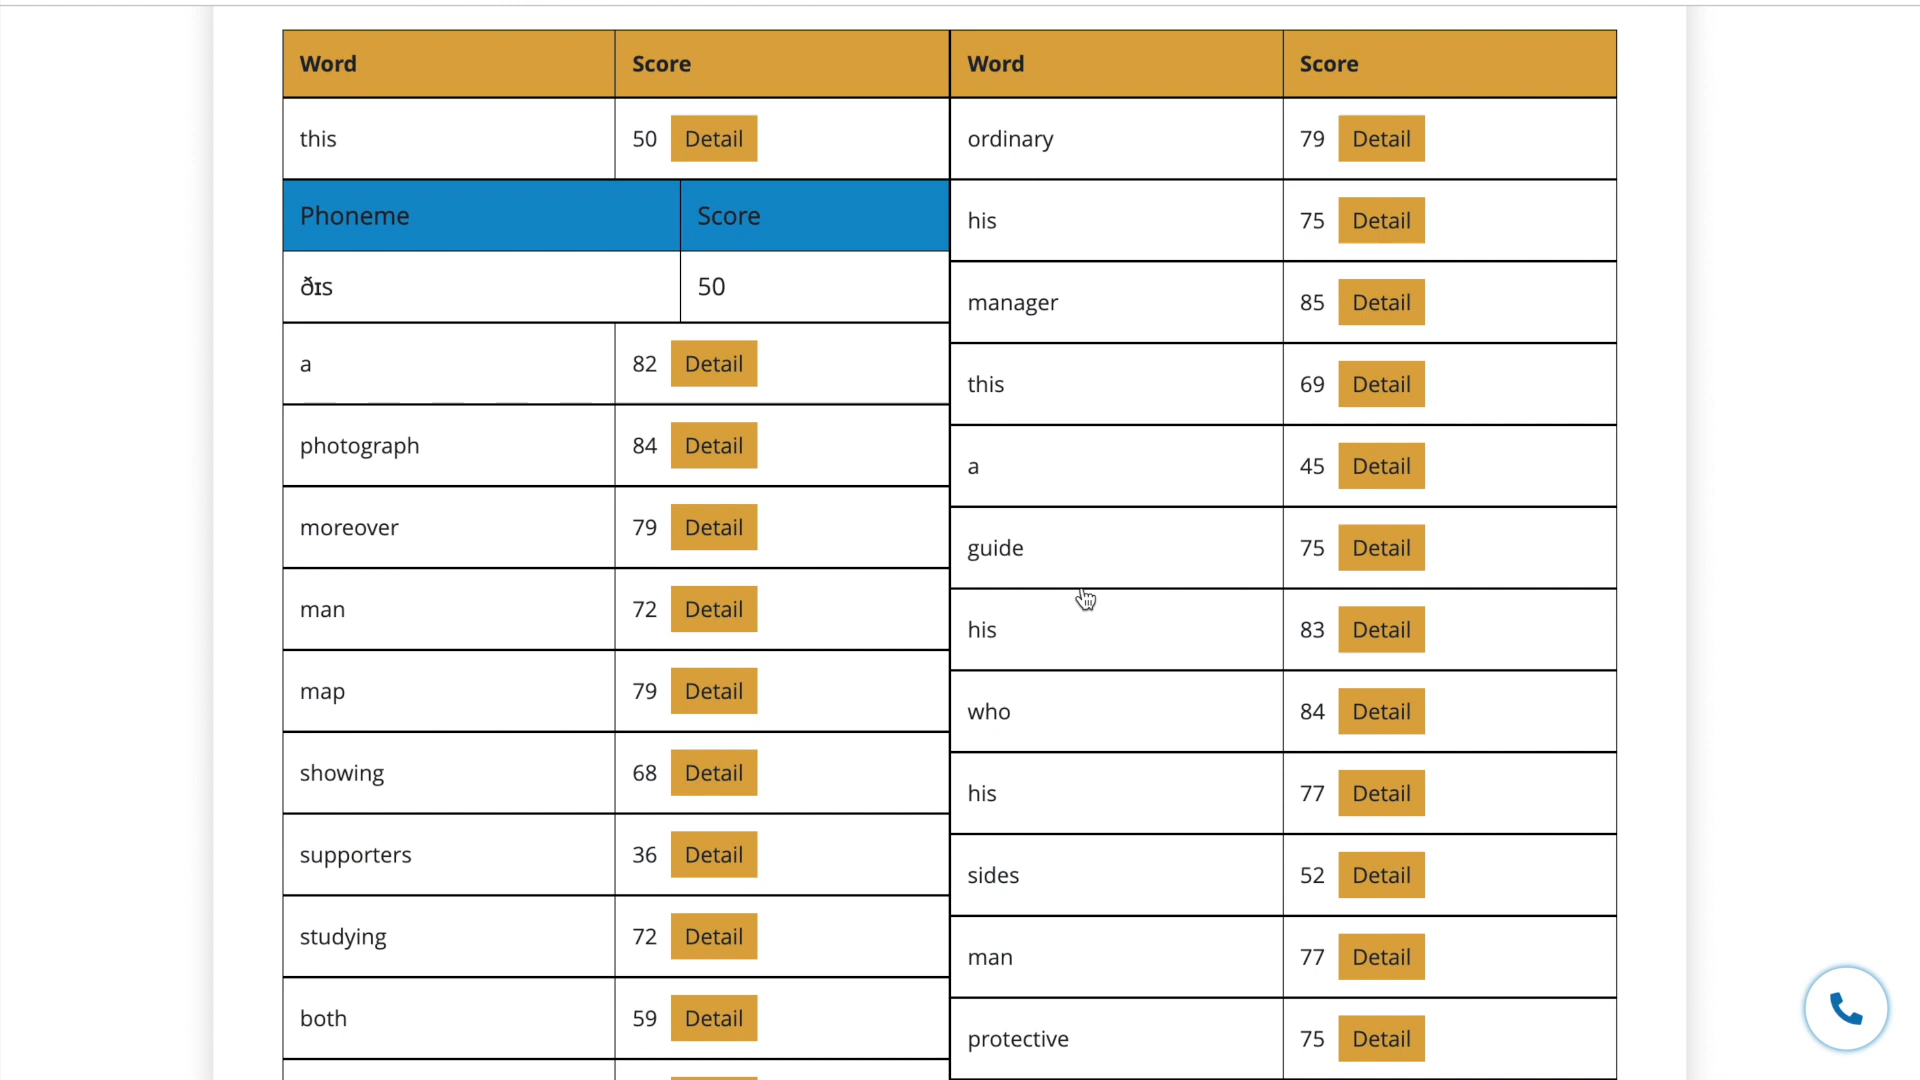 Word Score
this 50 Detail
Phoneme Score
ðɪs 50
a 82 Detail
photograph 84 Detail
moreover 79 Detail
man 72 Detail
map 79 Detail
showing 68 Detail
supporters 36 Detail
studying 72 Detail
both 59 Detail
Word Score
ordinary 79 Detail
his 75 Detail
manager 85 Detail
this 69 Detail
a 45 Detail
guide 75 Detail
his 83 Detail
who 84 Detail
his 77 Detail
sides 52 Detail
man 77 Detail
protective 75 Detail